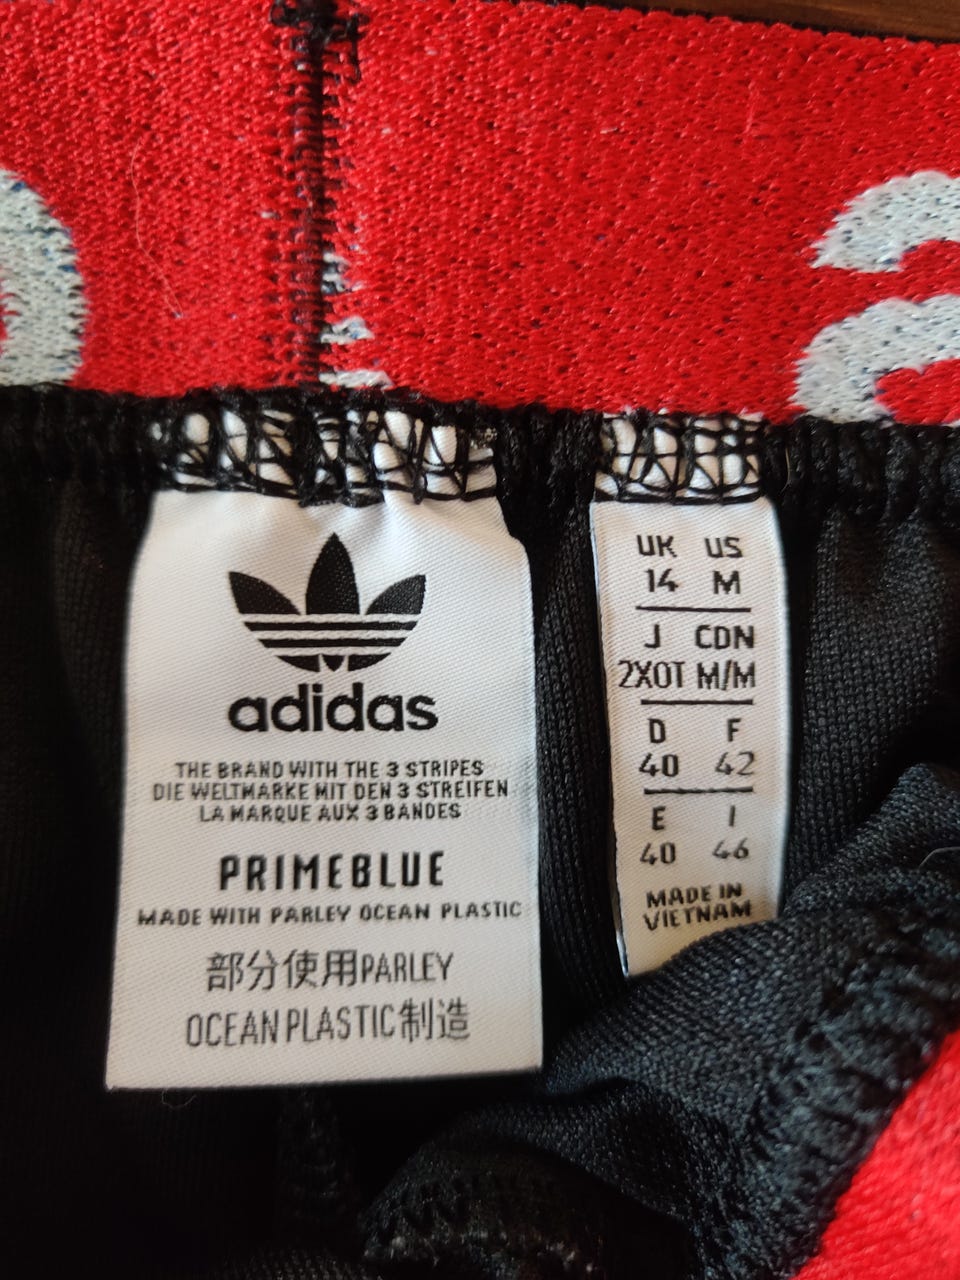 adidas
THE BRAND WITH THE 3 STRIPES
DIE WELTMARKE MIT DEN 3 STREIFEN
LA MARQUE AUX 3 BANDES
PRIMEBLUE
MADE WITH PARLEY OCEAN PLASTIC
部分使用PARLEY
OCEAN PLASTIC制造
UK US
14 M
J CDN
2XOT M/M
D F
40 42
E I
40 46
MADE IN
VIETNAM